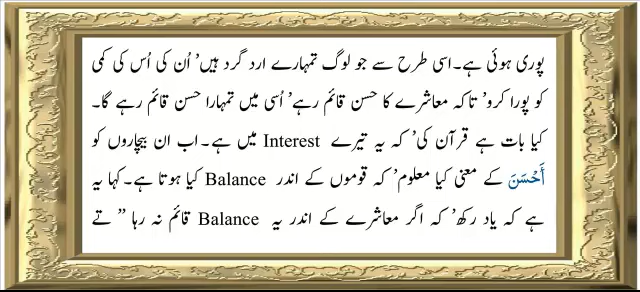 پوری ہوئی ہے۔اسی طرح سے جو لوگ تمہارے ارد گرد ہیں’ اُن کی اُس کی کمی
کو پورا کرو’ تاکہ معاشرے کا حسن قائم رہے’ اُسی میں تمہارا حسن قائم رہے گا۔
کیا بات ہے قرآن کی’ کہ یہ تیرے Interest میں ہے۔اب ان بیچاروں کو
أَحْسَنَ کے معنی کیا معلوم’ کہ قوموں کے اندر Balance کیا ہوتا ہے۔کہا یہ
ہے کہ یاد رکھ’ کہ اگر معاشرے کے اندر یہ Balance قائم نہ رہا ’’ تے